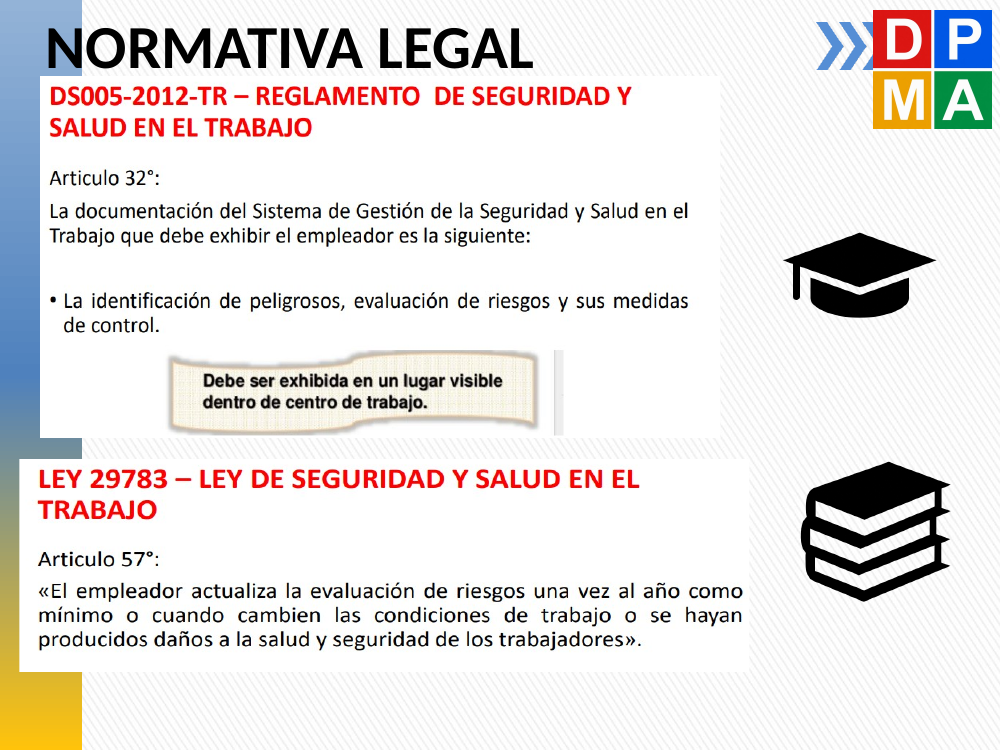 NORMATIVA LEGAL
D P
M A
DS005-2012-TR – REGLAMENTO DE SEGURIDAD Y
SALUD EN EL TRABAJO
Articulo 32°:
La documentación del Sistema de Gestión de la Seguridad y Salud en el
Trabajo que debe exhibir el empleador es la siguiente:
• La identificación de peligrosos, evaluación de riesgos y sus medidas
de control.
Debe ser exhibida en un lugar visible
dentro de centro de trabajo.
LEY 29783 – LEY DE SEGURIDAD Y SALUD EN EL
TRABAJO
Articulo 57°:
«El empleador actualiza la evaluación de riesgos una vez al año como
mínimo o cuando cambien las condiciones de trabajo o se hayan
producidos daños a la salud y seguridad de los trabajadores».